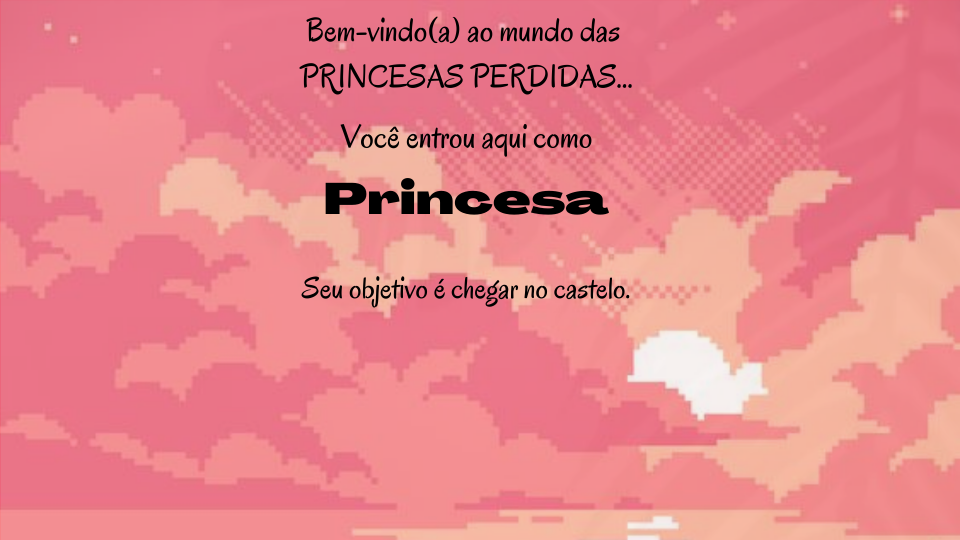 Bem-vindo(a) ao mundo das
PRINCESAS PERDIDAS...
Você entrou aqui como
Princesa
Seu objetivo é chegar no castelo.